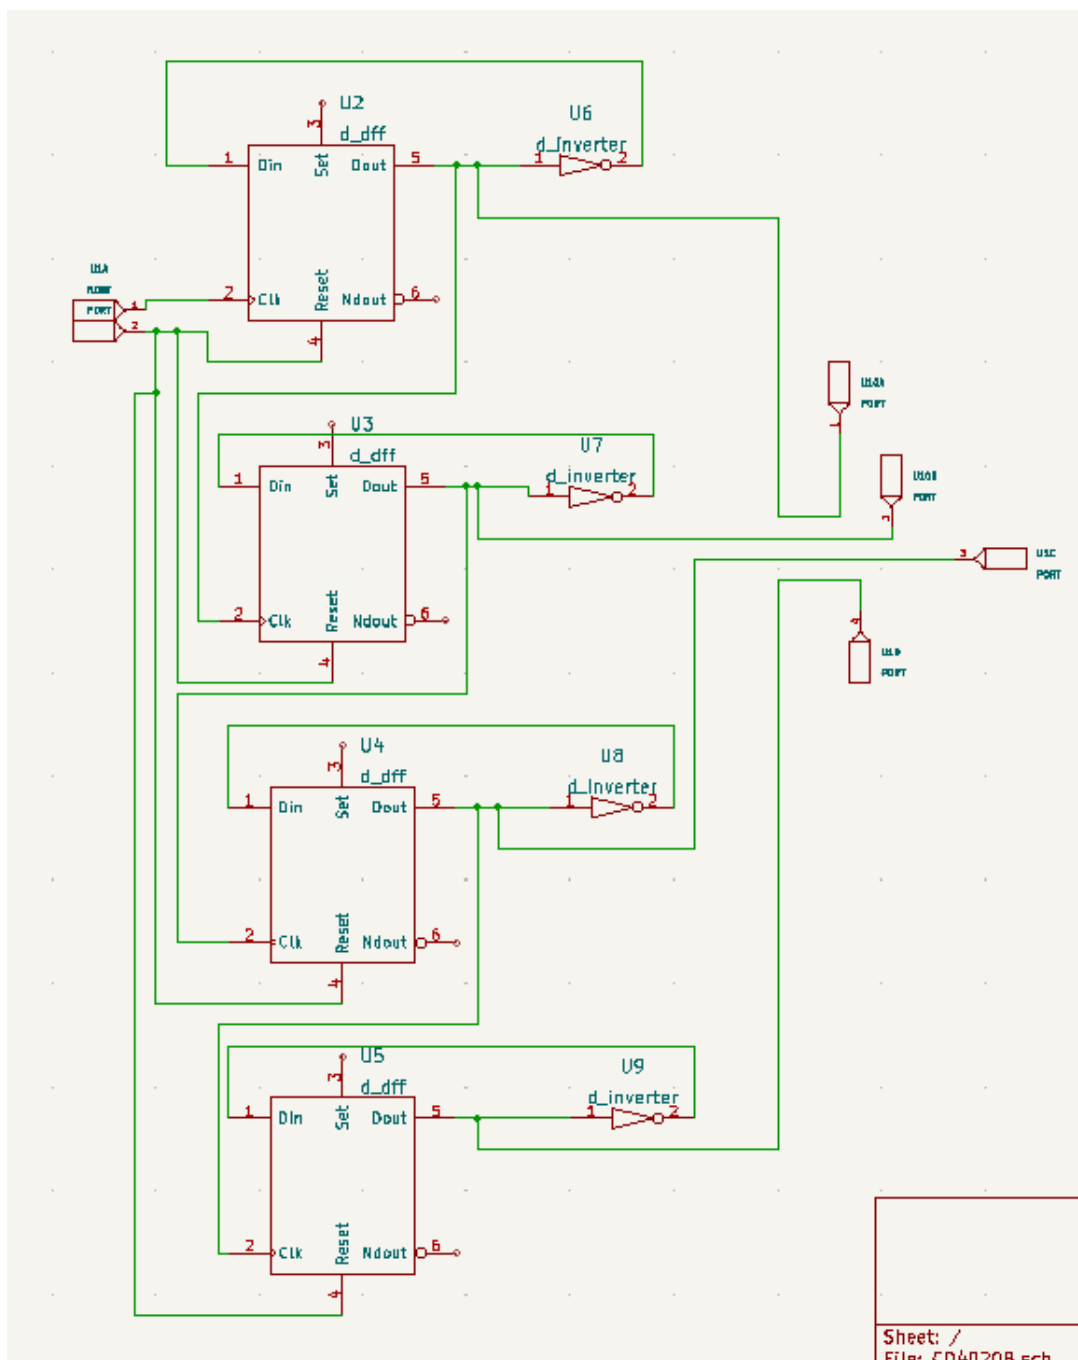 U2
3
d_dff
1 Din Set Dout 5
U6
d_inverter
1 2
2 Clk Reset Ndout 6
4
PORT
1
2
U3
3
d_dff
1 Din Set Dout 5
U7
d_inverter
1 2
2 Clk Reset Ndout 6
4
PORT
1
PORT
3
PORT
PORT
U4
3
d_dff
1 Din Set Dout 5
U8
d_inverter
1 2
2 Clk Reset Ndout 6
4
U5
3
d_dff
1 Din Set Dout 5
U9
d_inverter
1 2
2 Clk Reset Ndout 6
4
Sheet: /